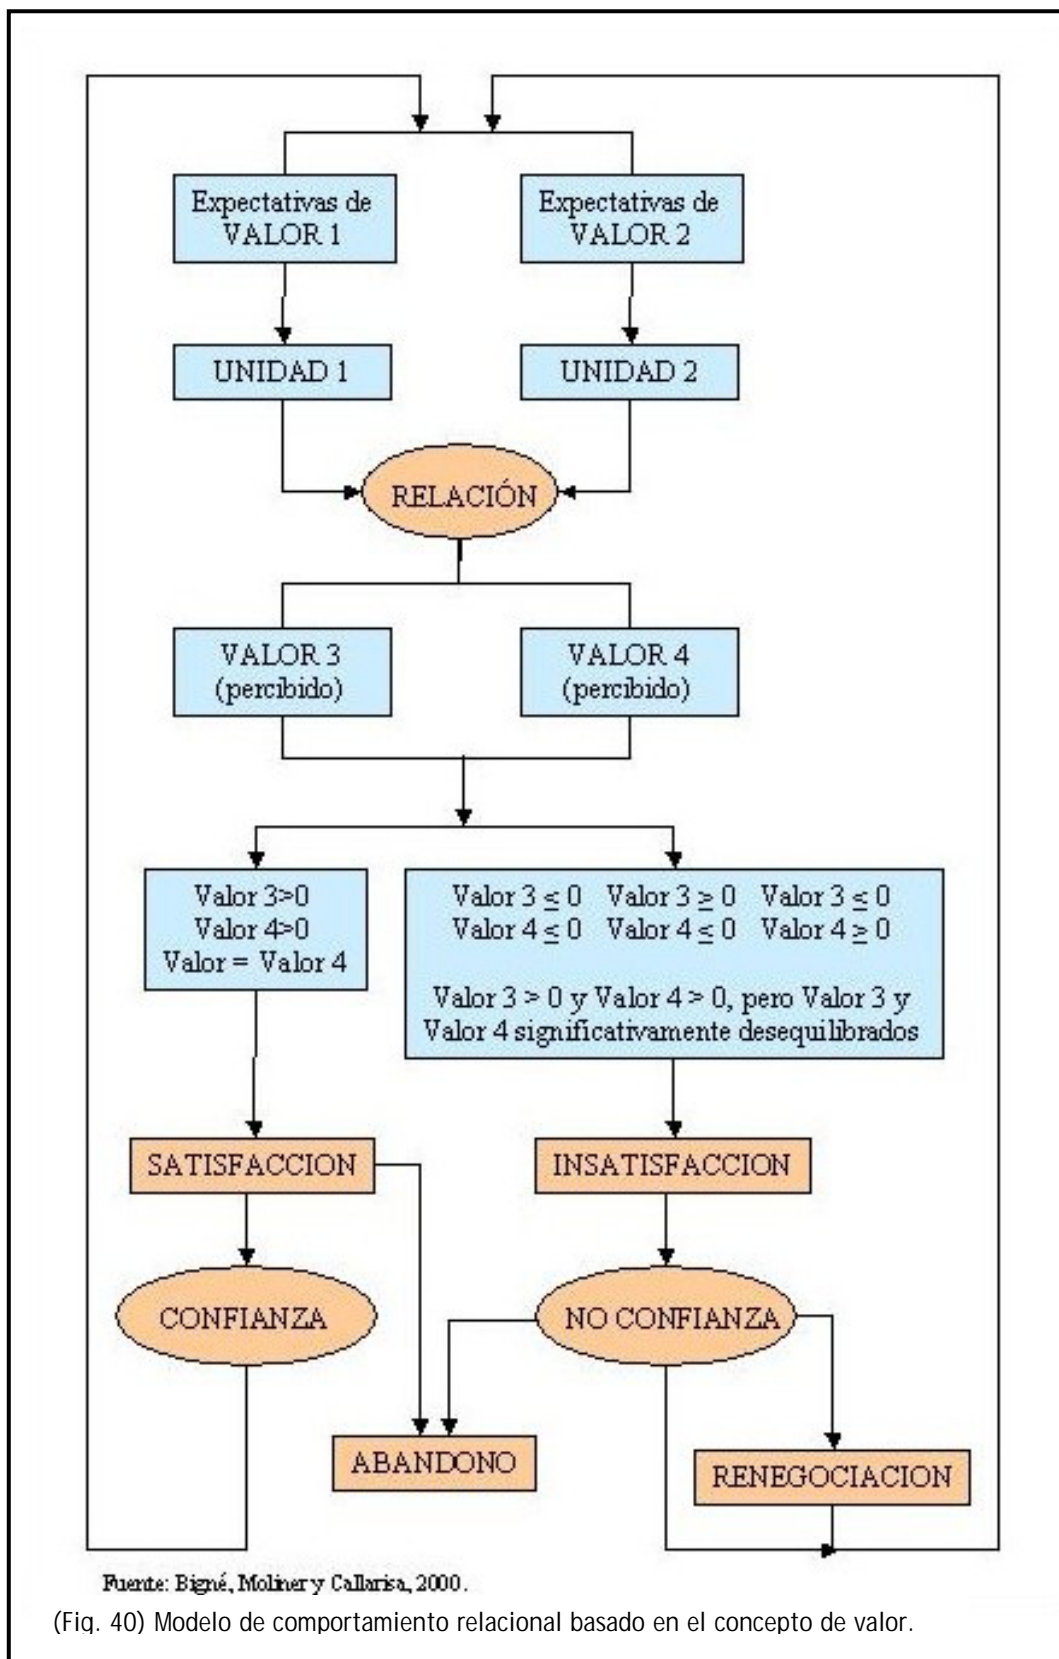 Expectativas de
VALOR 1
Expectativas de
VALOR 2
UNIDAD 1
UNIDAD 2
RELACIÓN
VALOR 3
(percibido)
VALOR 4
(percibido)
Valor 3>0
Valor 4>0
Valor = Valor 4
Valor 3 ≤ 0 Valor 3 ≥ 0 Valor 3 ≤ 0
Valor 4 ≤ 0 Valor 4 ≤ 0 Valor 4 ≥ 0
Valor 3 > 0 y Valor 4 > 0, pero Valor 3 y
Valor 4 significativamente desequilibrados
SATISFACCION
INSATISFACCION
CONFIANZA
NO CONFIANZA
ABANDONO
RENEGOCIACION
Fuente: Bigné, Moliner y Callarisa, 2000.
(Fig. 40) Modelo de comportamiento relacional basado en el concepto de valor.